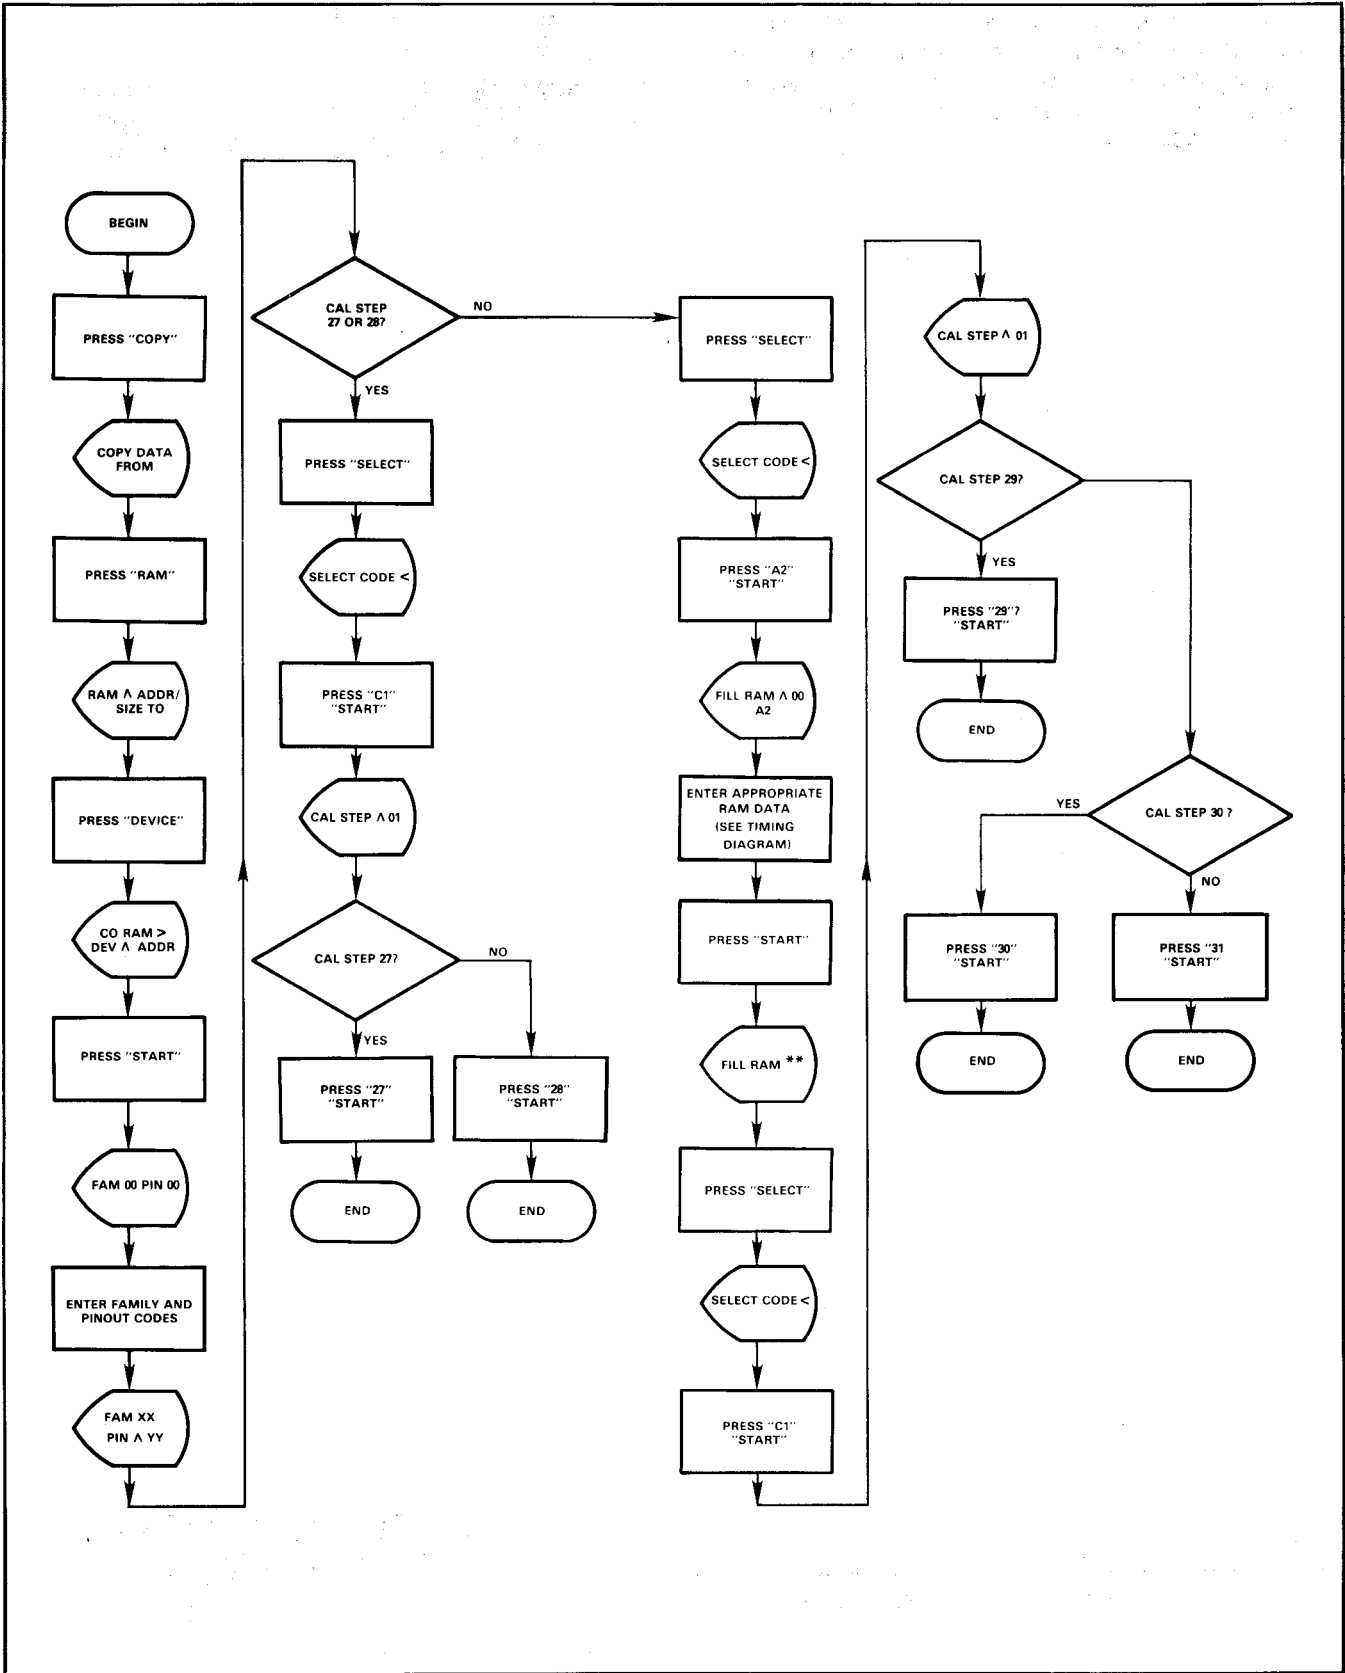 BEGIN
PRESS "COPY"
COPY DATA
FROM
PRESS "RAM"
RAM Λ ADDR/
SIZE TO
PRESS "DEVICE"
CO RAM >
DEV Λ ADDR
PRESS "START"
FAM 00 PIN 00
ENTER FAMILY AND
PINOUT CODES
FAM XX
PIN Λ YY
CAL STEP
27 OR 28?
NO
YES
PRESS "SELECT"
SELECT CODE <
PRESS "C1"
"START"
CAL STEP Λ 01
CAL STEP 27?
NO
YES
PRESS "27"
"START"
END
PRESS "28"
"START"
END
PRESS "SELECT"
SELECT CODE <
PRESS "A2"
"START"
FILL RAM Λ 00
A2
ENTER APPROPRIATE
RAM DATA
(SEE TIMING
DIAGRAM)
PRESS "START"
FILL RAM **
PRESS "SELECT"
SELECT CODE <
PRESS "C1"
"START"
CAL STEP Λ 01
CAL STEP 29?
YES
PRESS "29"?
"START"
END
CAL STEP 30 ?
YES
NO
PRESS "30"
"START"
END
PRESS "31
"START"
END